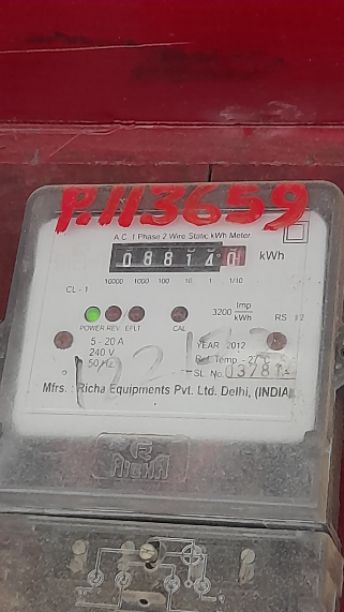 P.113659
A.C. 1 Phase 2 Wire Static kWh Meter
088140 kWh
10000 1000 100 10 1 1/10
CL - 1
3200 Imp/kWh
POWER REV EFLT CAL
5 - 20 A YEAR 2012
240 V Ref. Temp. - 27°C
50 Hz SL. No.
Mfrs. : Richa Equipments Pvt. Ltd. Delhi, (INDIA)
RICHA